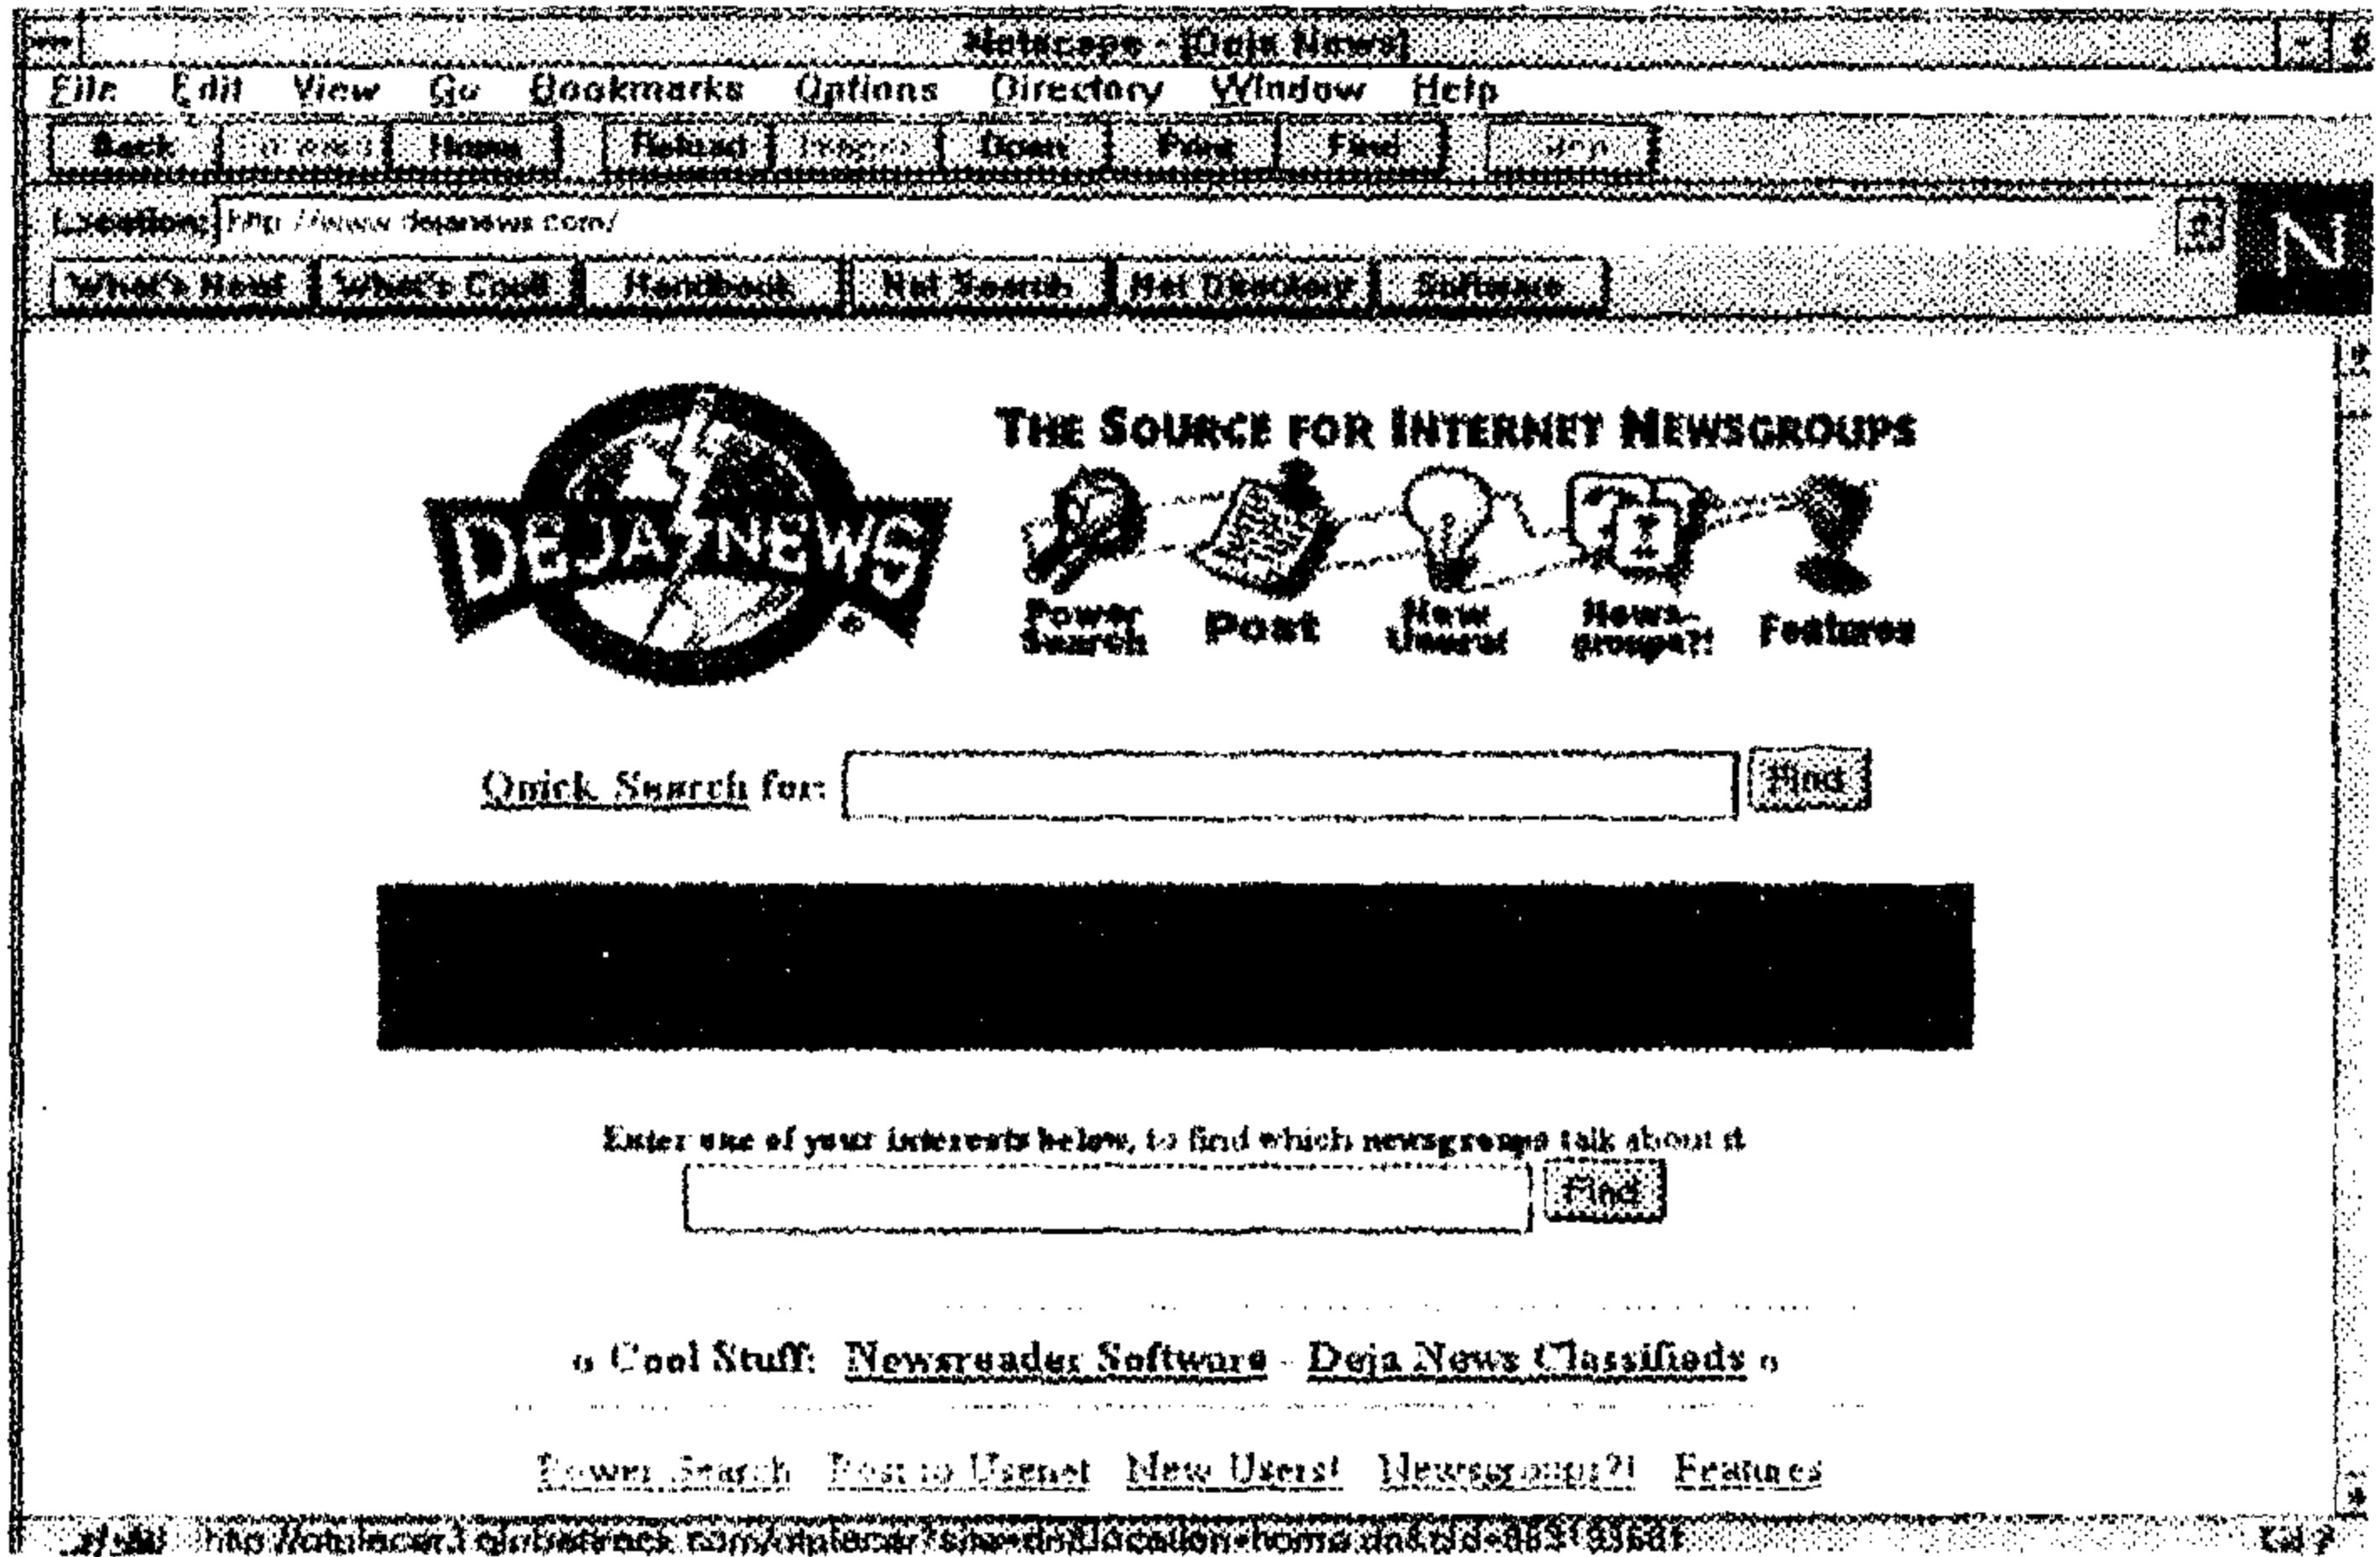 Netscape - [Deja News]
File Edit View Go Bookmarks Options Directory Window Help
Back Forward Home Reload Images Open Print Find Stop
Location: http://www.dejanews.com/
What's New! What's Cool! Handbook Net Search Net Directory Software
N
THE SOURCE FOR INTERNET NEWSGROUPS
DEJA NEWS
Power Search Post New Users! News-groups?! Features
Quick Search for: Find
Enter one of your interests below, to find which newsgroups talk about it
Find
o Cool Stuff: Newsreader Software - Deja News Classifieds o
Power Search Post to Usenet New Users! Newsgroups?! Features